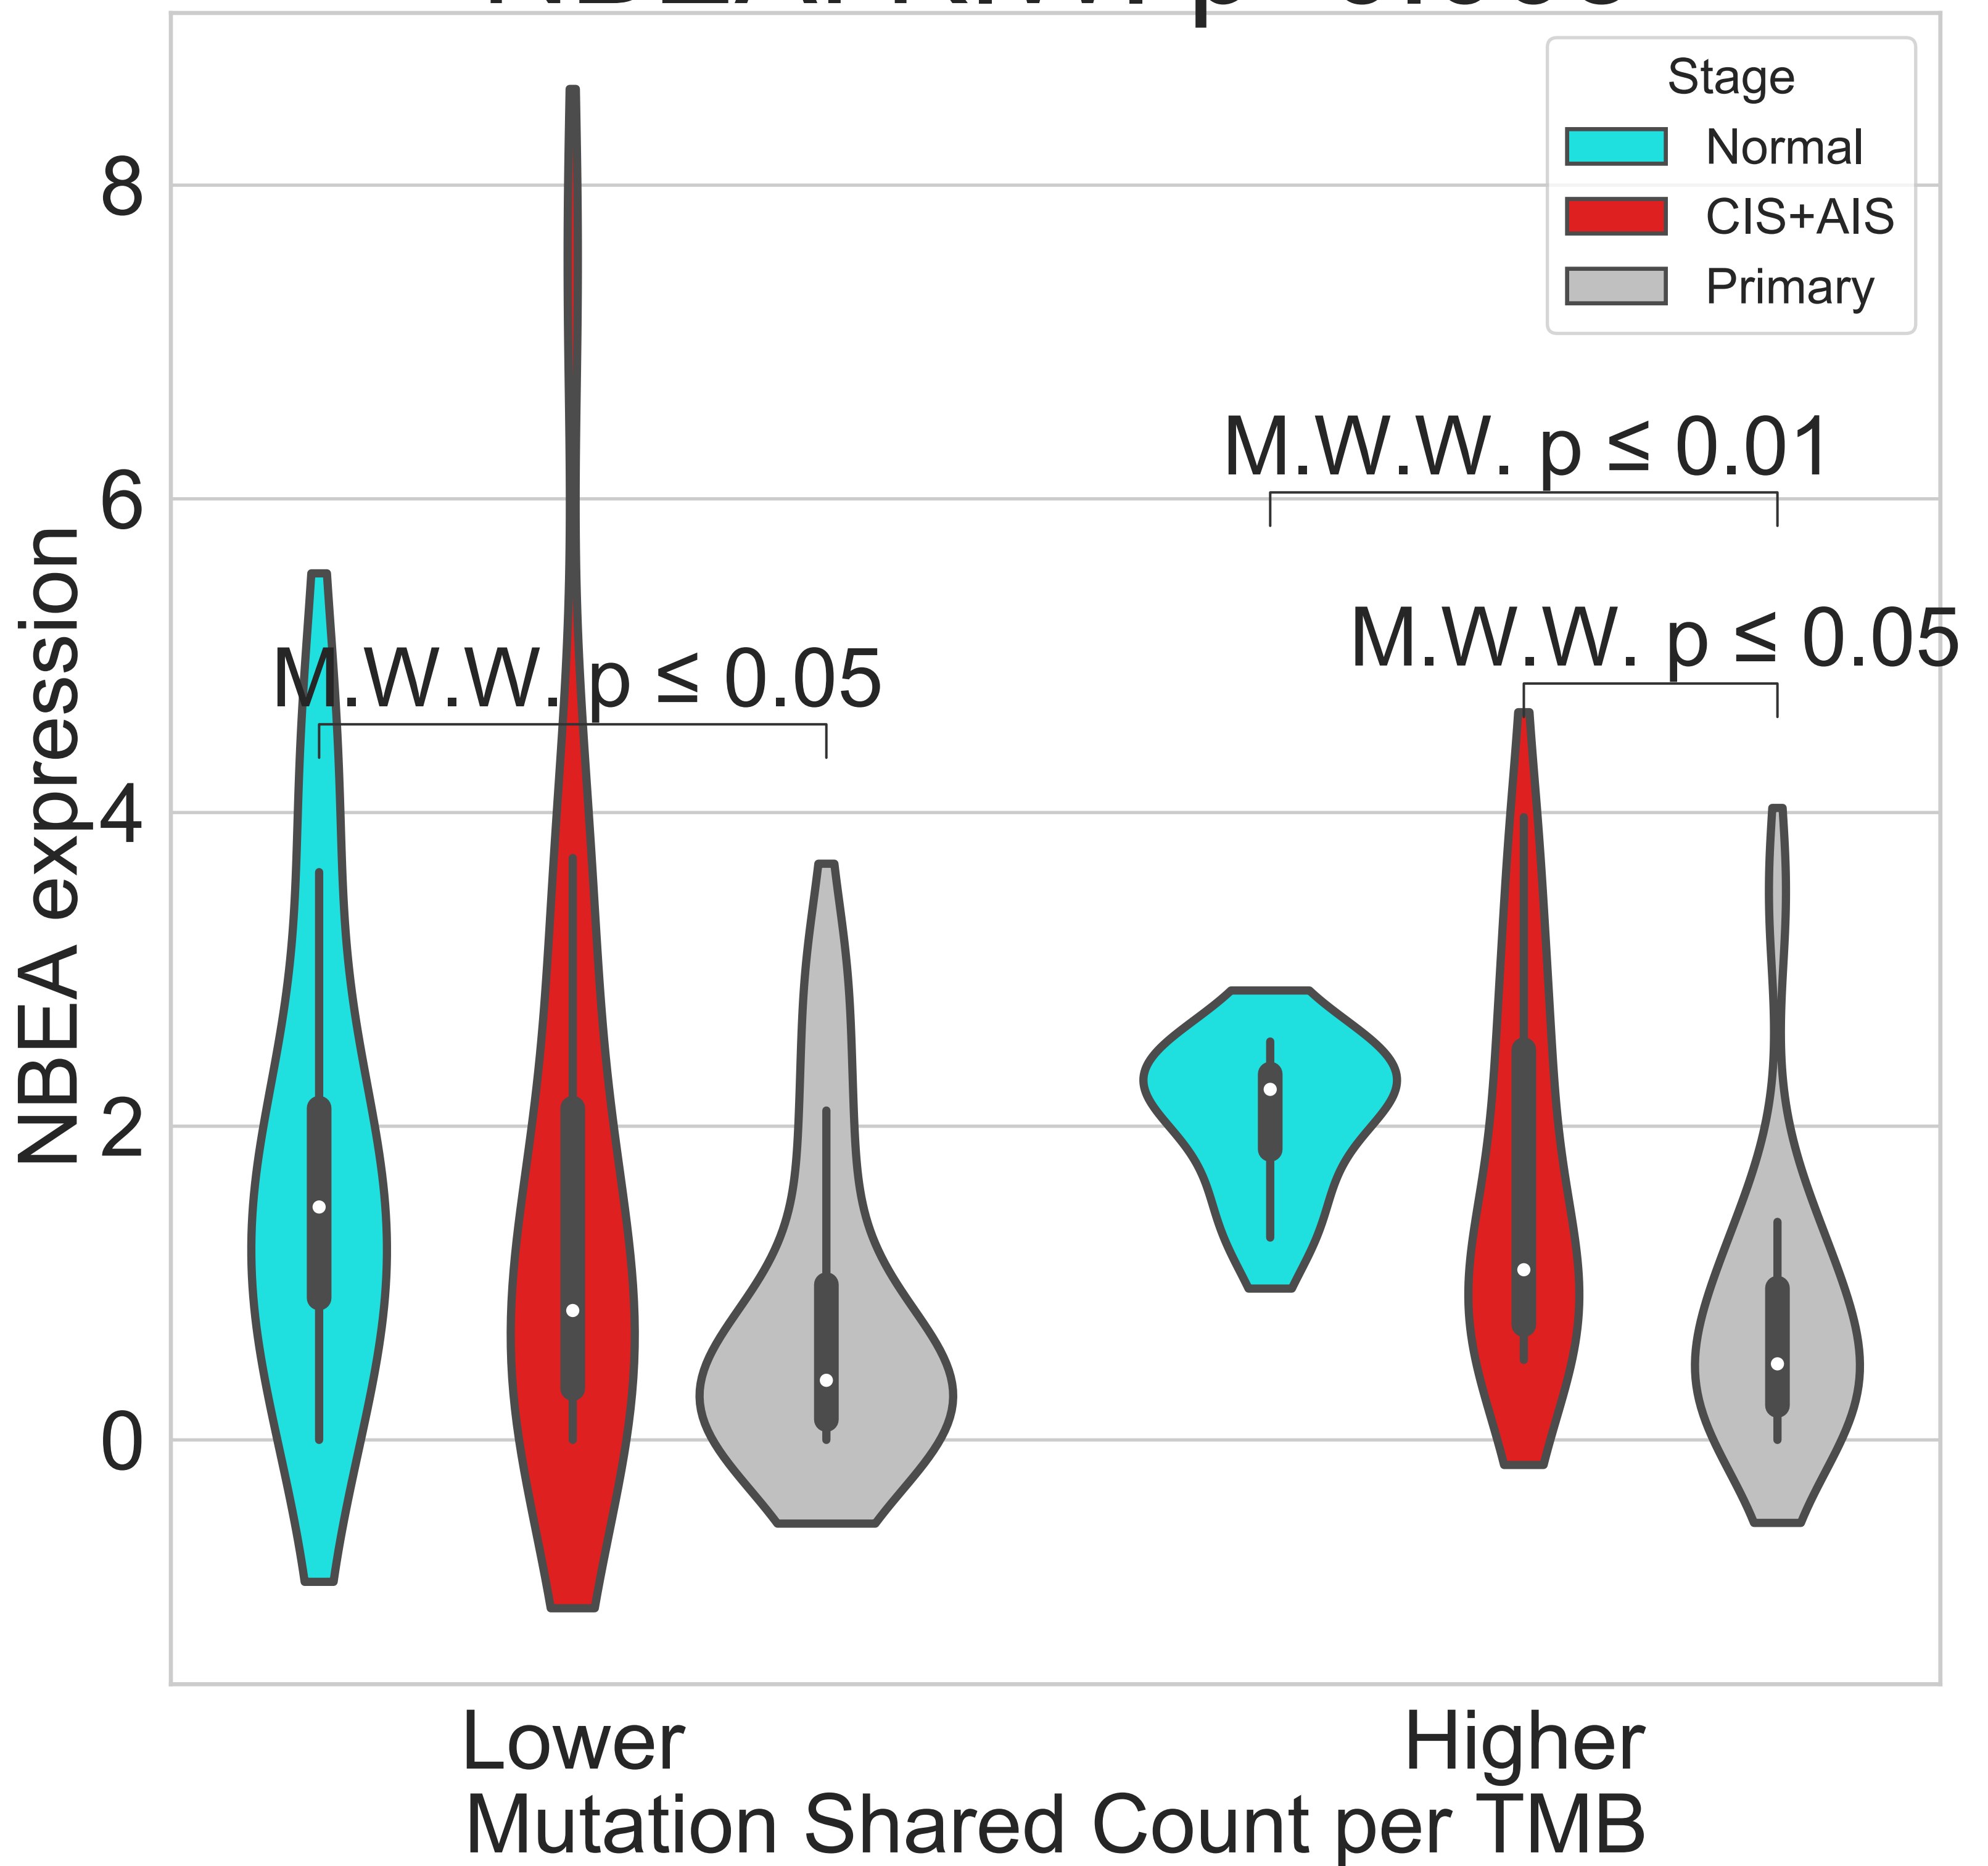 Stage
Normal
CIS+AIS
Primary
8
6
4
2
0
NBEA expression
M.W.W. p ≤ 0.01
M.W.W. p ≤ 0.05
M.W.W. p ≤ 0.05
Lower
Higher
Mutation Shared Count per TMB